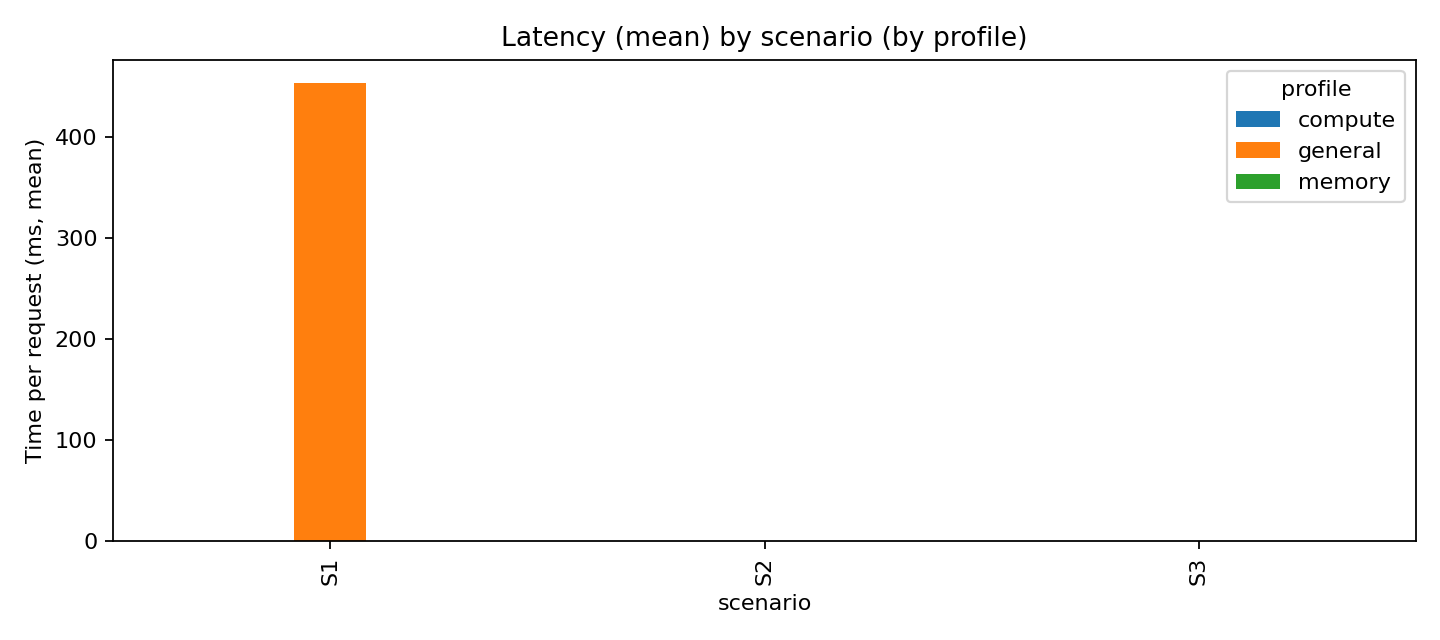 Latency (mean) by scenario (by profile)
Time per request (ms, mean)
400
300
200
100
0
profile
compute
general
memory
S1
S2
S3
scenario